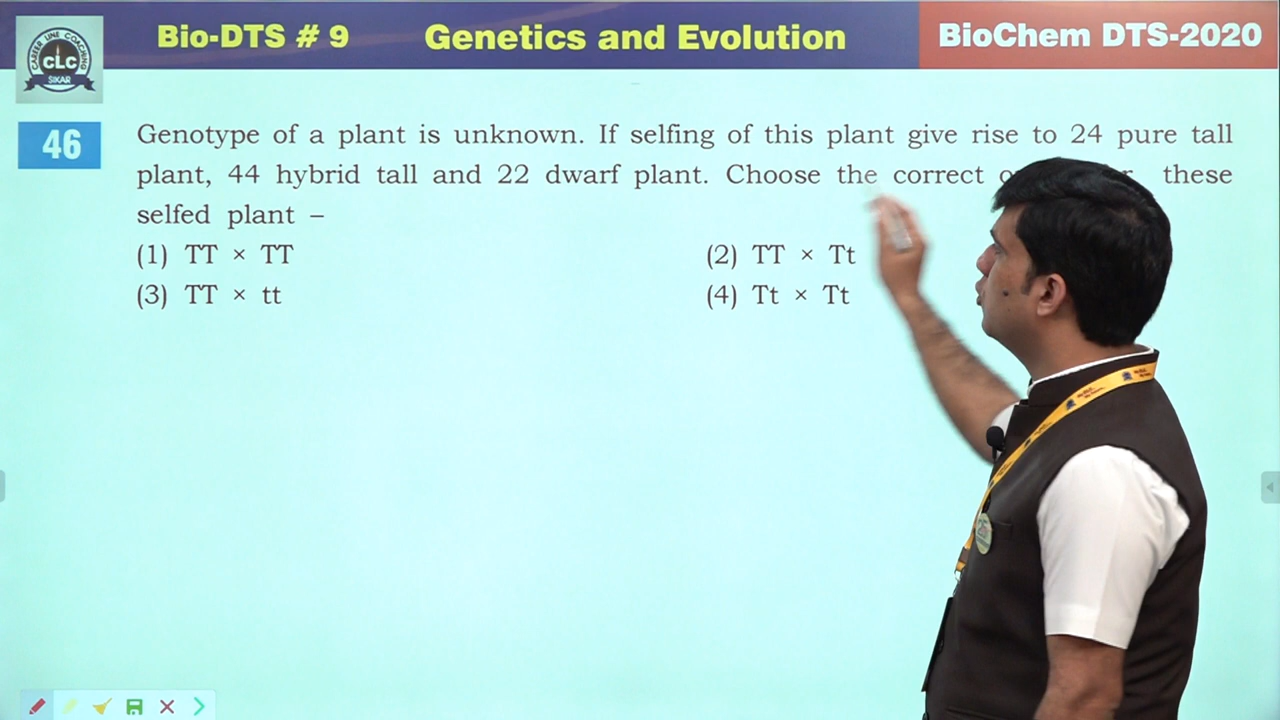 Bio-DTS # 9
Genetics and Evolution
BioChem DTS-2020
CAREER LINE COACHING
CLC
SIKAR
46
Genotype of a plant is unknown. If selfing of this plant give rise to 24 pure tall
plant, 44 hybrid tall and 22 dwarf plant. Choose the correct these
selfed plant –
(1) TT × TT
(2) TT × Tt
(3) TT × tt
(4) Tt × Tt